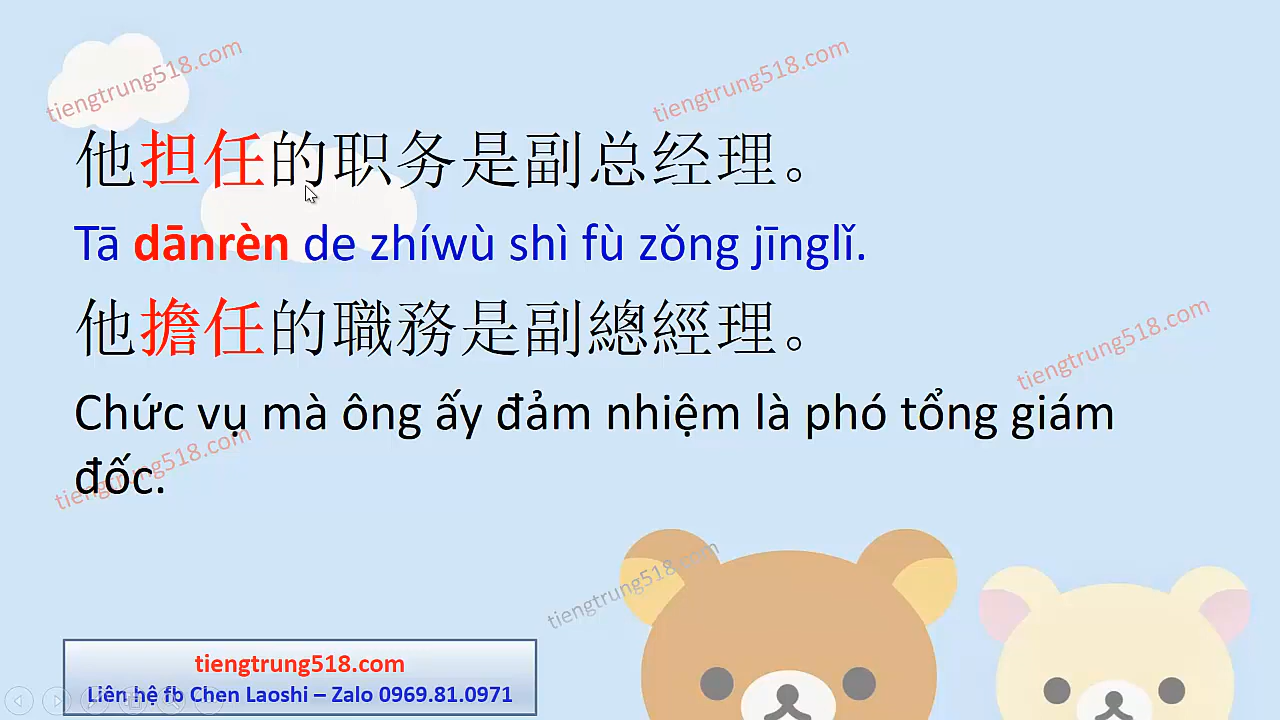 tiengtrung518.com
tiengtrung518.com
他担任的职务是副总经理。
Tā dānrèn de zhíwù shì fù zǒng jīnglǐ.
他擔任的職務是副總經理。
tiengtrung518.com
Chức vụ mà ông ấy đảm nhiệm là phó tổng giám
đốc.
tiengtrung518.com
tiengtrung518.com
tiengtrung518.com
Liên hệ fb Chen Laoshi – Zalo 0969.81.0971